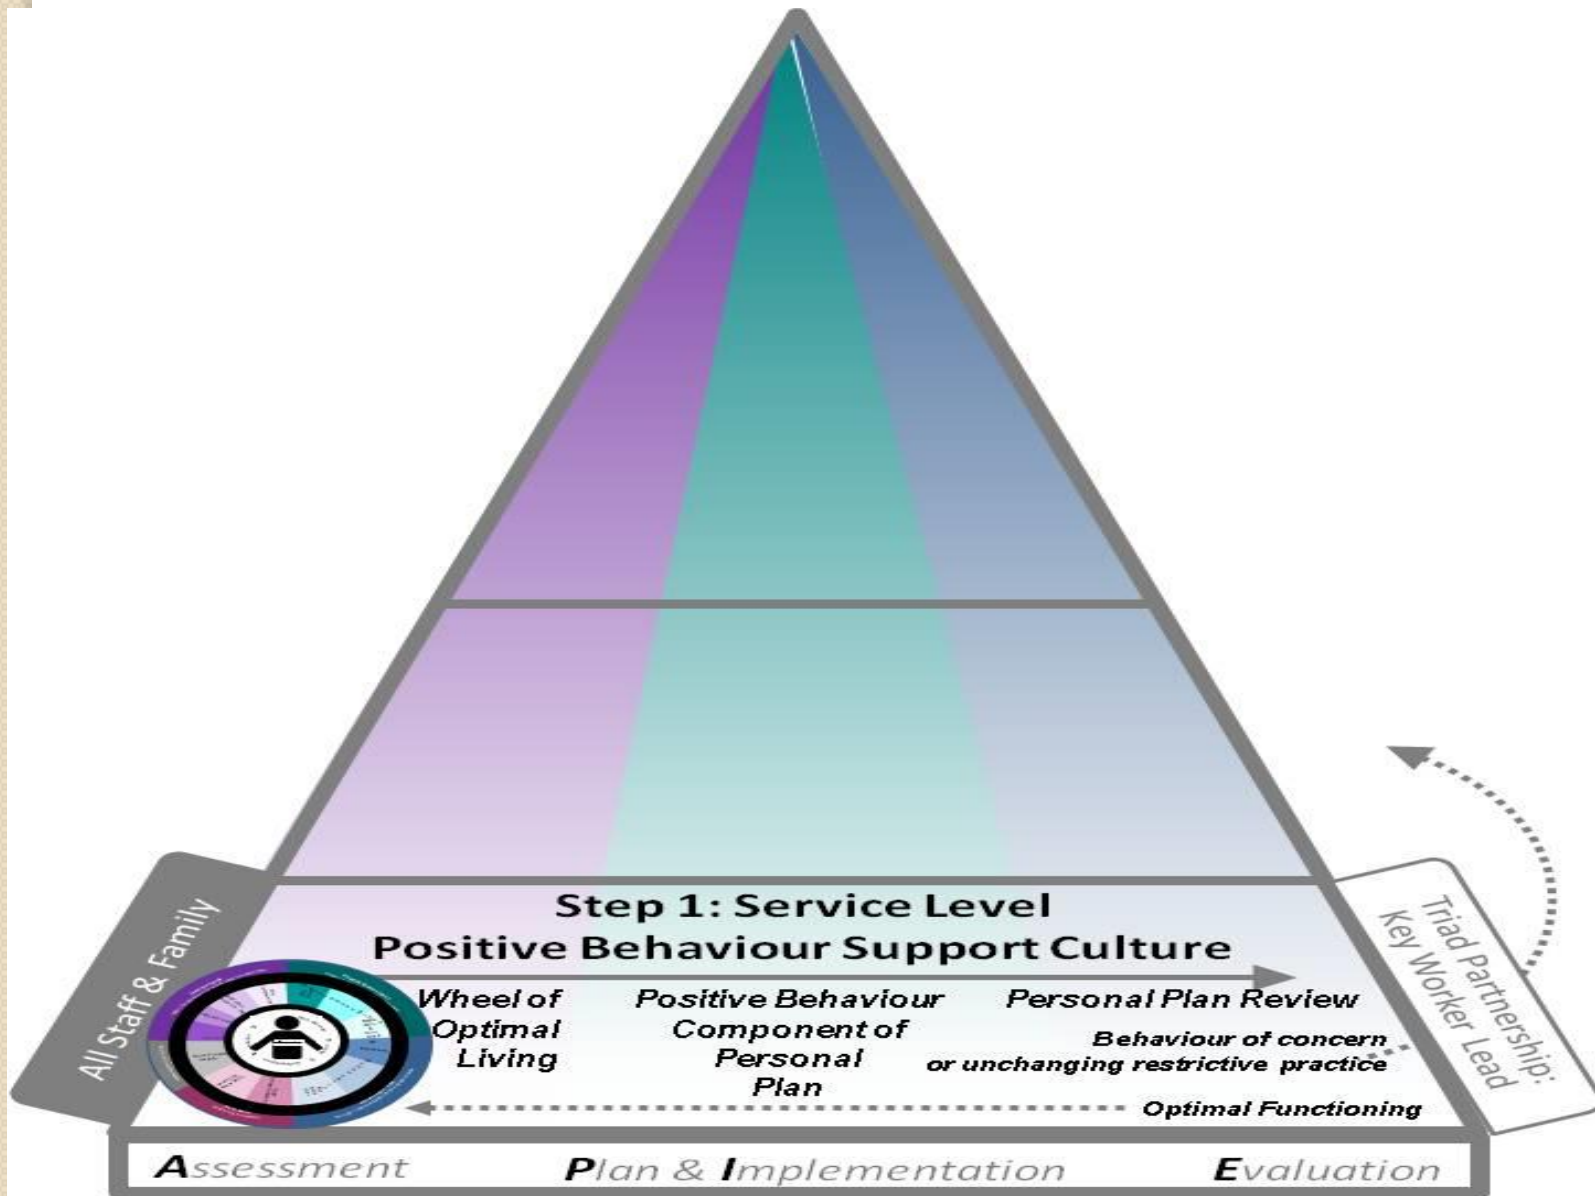 Step 1: Service Level
Positive Behaviour Support Culture
All Staff & Family
Wheel of
Optimal
Living
Positive Behaviour
Component of
Personal
Plan
Personal Plan Review
Behaviour of concern
or unchanging restrictive practice
Optimal Functioning
Triad Partnership:
Key Worker Lead
Assessment
Plan & Implementation
Evaluation